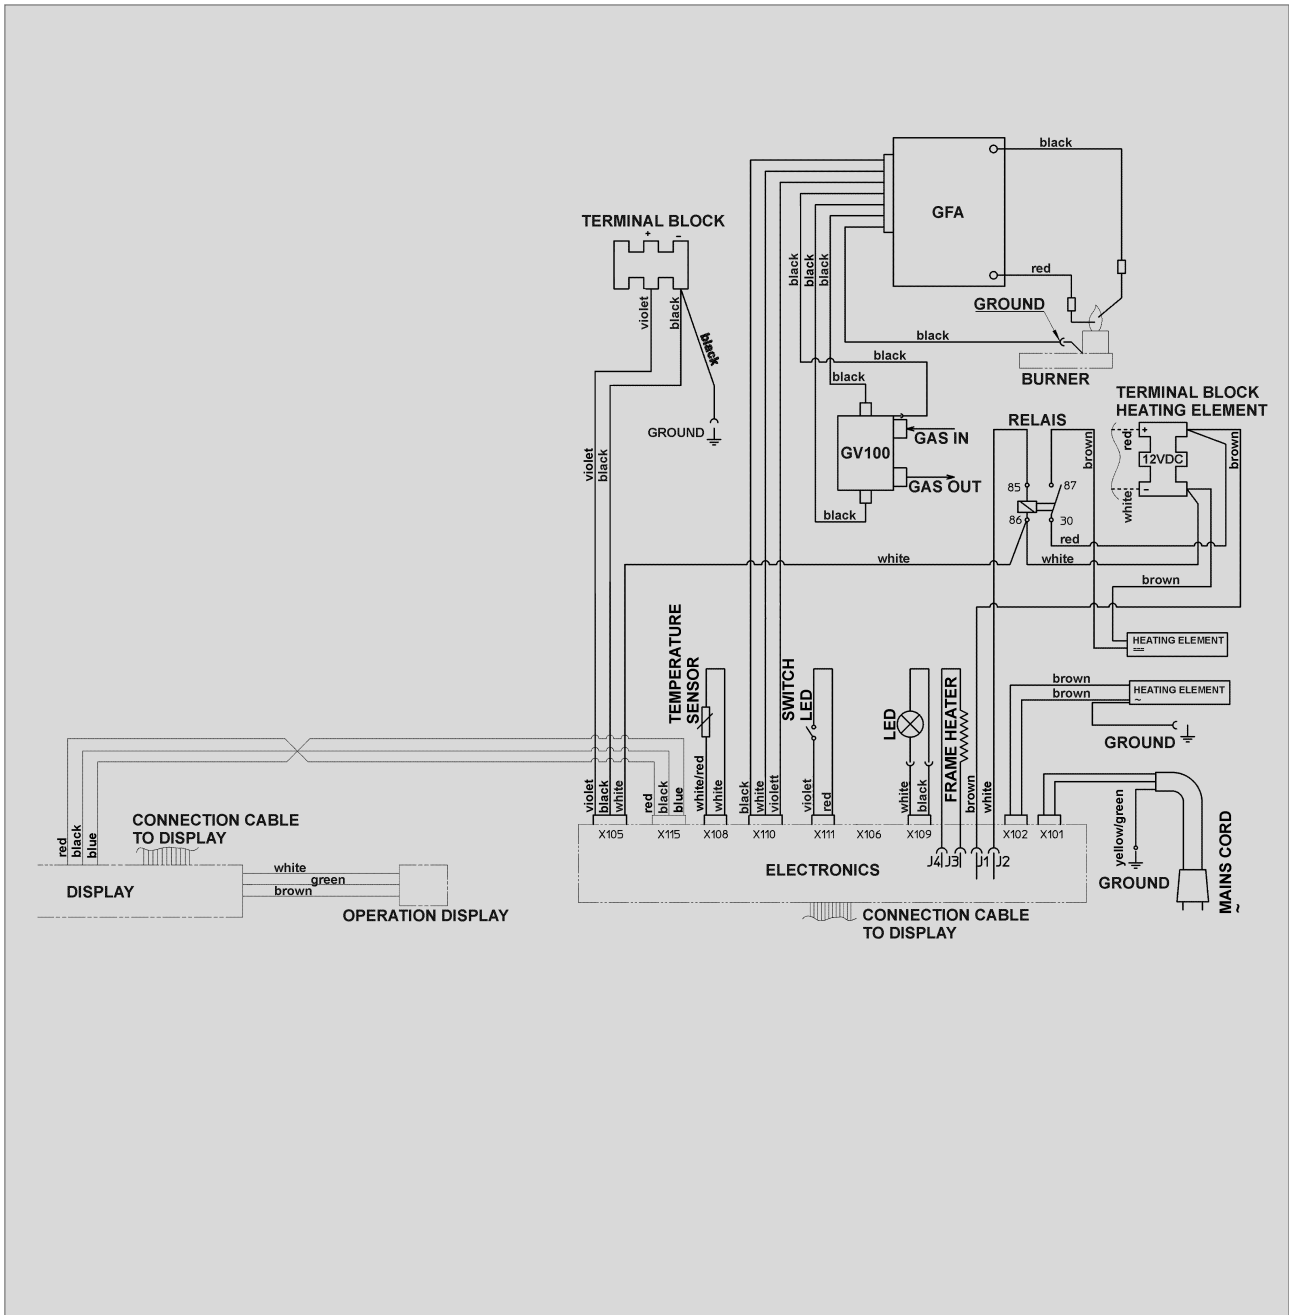 black
GFA
TERMINAL BLOCK
+
−
black
black
black
violet
black
black
red
GROUND
black
black
BURNER
black
TERMINAL BLOCK
HEATING ELEMENT
RELAIS
GROUND
GV100
GAS IN
GAS OUT
brown
red
+
12VDC
−
white
brown
violet
black
85
87
86
30
black
red
white
white
brown
HEATING ELEMENT
TEMPERATURE
SENSOR
SWITCH
LED
LED
FRAME HEATER
brown
brown
HEATING ELEMENT
~
GROUND
violet
black
white
red
black
blue
white/red
white
black
white
violett
violet
red
white
black
brown
white
yellow/green
GROUND
MAINS CORD
~
X105
X115
X108
X110
X111
X106
X109
X102
X101
J4
J3
J1
J2
ELECTRONICS
CONNECTION CABLE
TO DISPLAY
red
black
blue
CONNECTION CABLE
TO DISPLAY
DISPLAY
white
green
brown
OPERATION DISPLAY